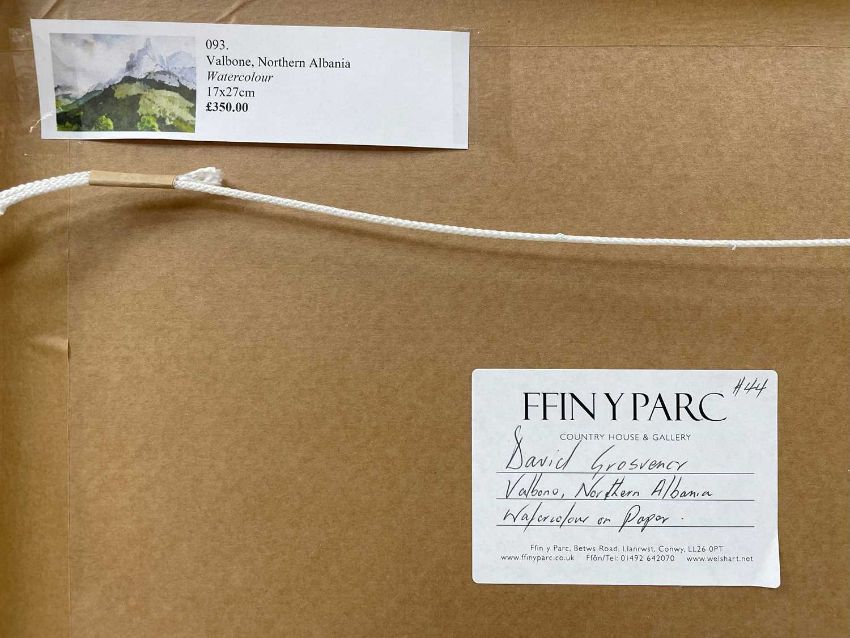 093.
Valbone, Northern Albania
Watercolour
17x27cm
£350.00
#44
FFIN Y PARC
COUNTRY HOUSE & GALLERY
David Grosvenor
Valbone, Northern Albania
Watercolour on Paper.
Ffin y Parc, Betws Road, Llanrwst, Conwy, LL26 0PT
www.ffinyparc.co.uk Ffôn/Tel: 01492 642070 www.welshart.net